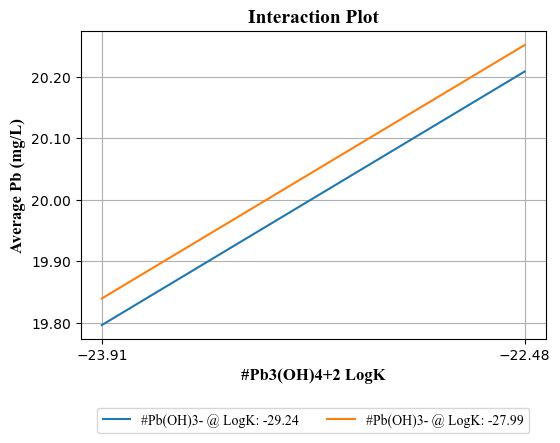 Interaction Plot
Average Pb (mg/L)
20.20
20.10
20.00
19.90
19.80
−23.91
−22.48
#Pb3(OH)4+2 LogK
#Pb(OH)3- @ LogK: -29.24
#Pb(OH)3- @ LogK: -27.99